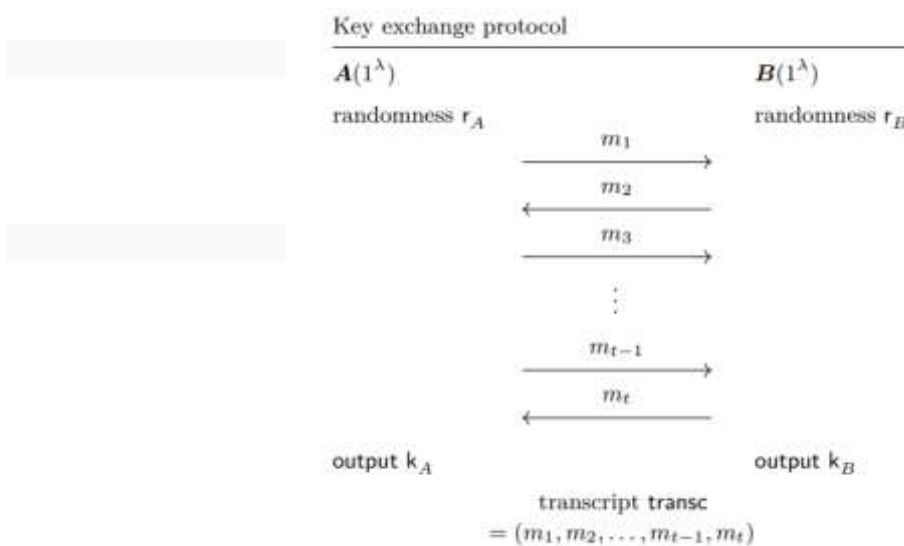 Key exchange protocol
A(1^λ) B(1^λ)
randomness r_A randomness r_B
m_1
m_2
m_3
⋮
m_{t−1}
m_t
output k_A output k_B
transcript transc
= (m_1, m_2, . . . , m_{t−1}, m_t)